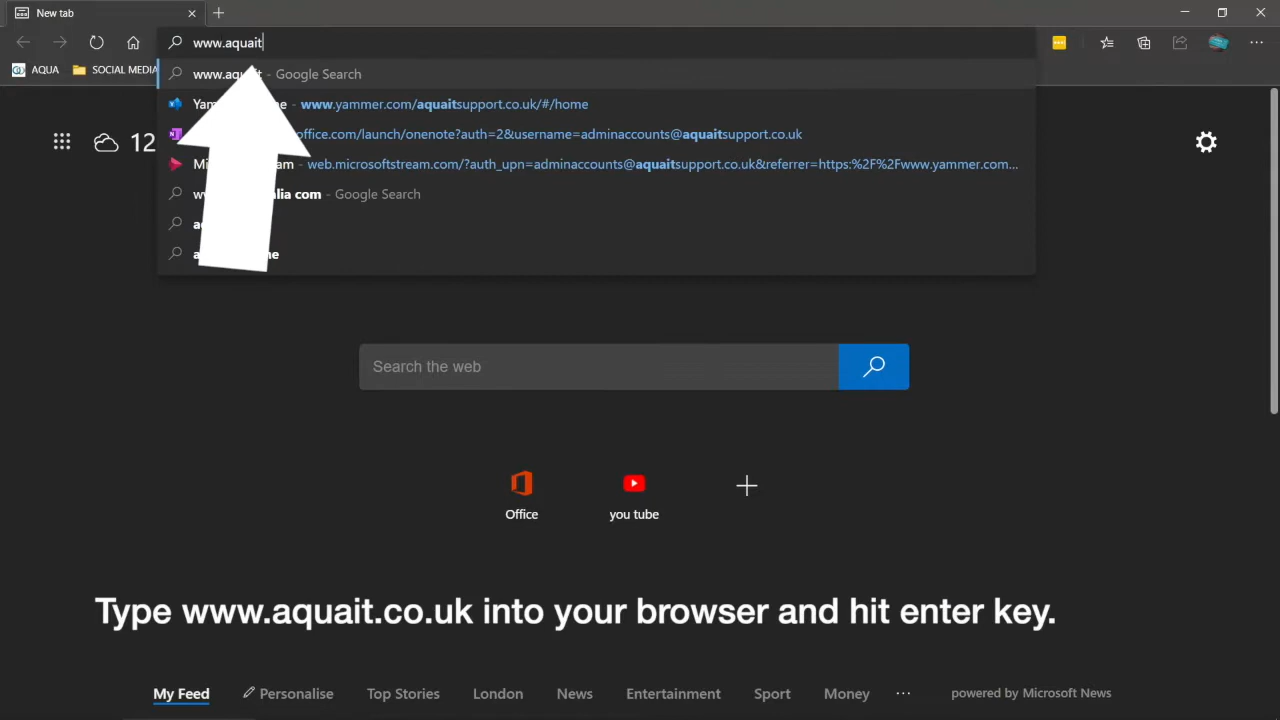 New tab
www.aquait
AQUA SOCIAL MEDIA
- Google Search
www.yammer.com/aquaitsupport.co.uk/#/home
office.com/launch/onenote?auth=2&username=adminaccounts@aquaitsupport.co.uk
web.microsoftstream.com/?auth_upn=adminaccounts@aquaitsupport.co.uk&referrer=https:%2F%2Fwww.yammer.com...
com - Google Search
12
Search the web
Office
you tube
Type www.aquait.co.uk into your browser and hit enter key.
My Feed Personalise Top Stories London News Entertainment Sport Money ... powered by Microsoft News